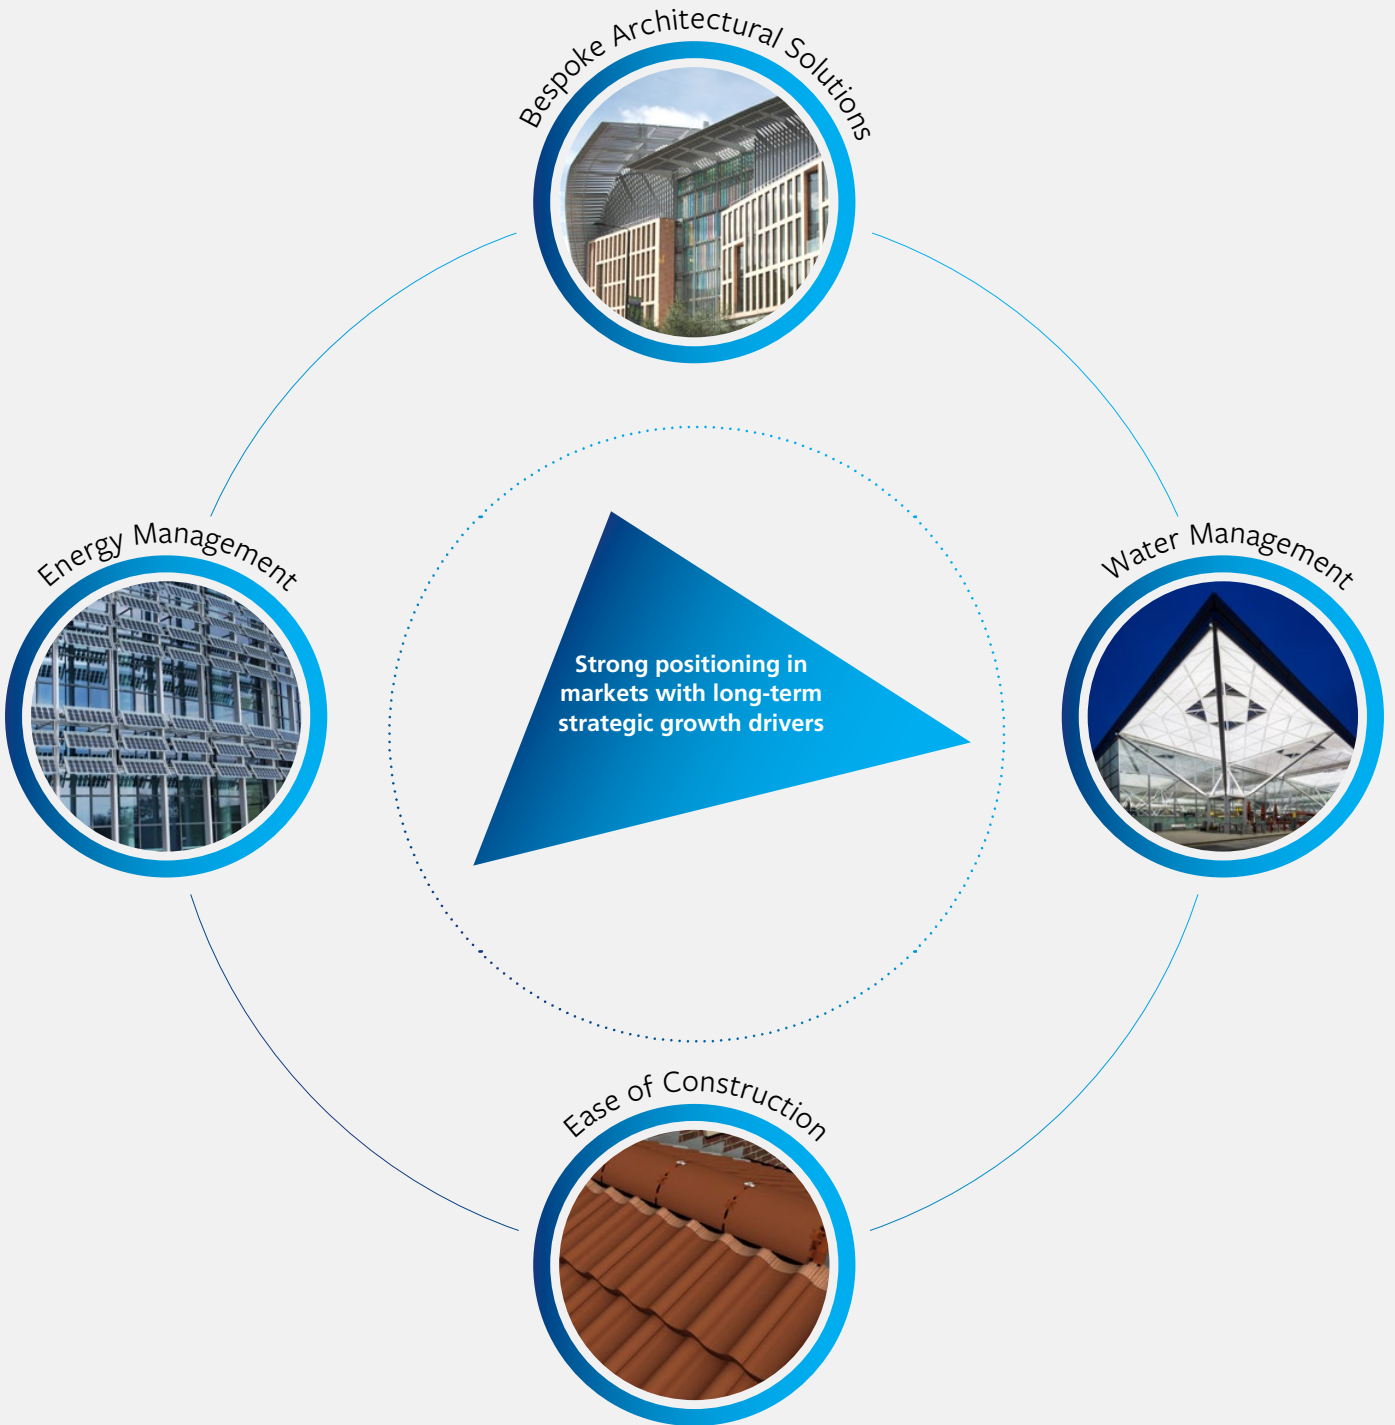 Bespoke Architectural Solutions
Energy Management
Water Management
Strong positioning in
markets with long-term
strategic growth drivers
Ease of Construction